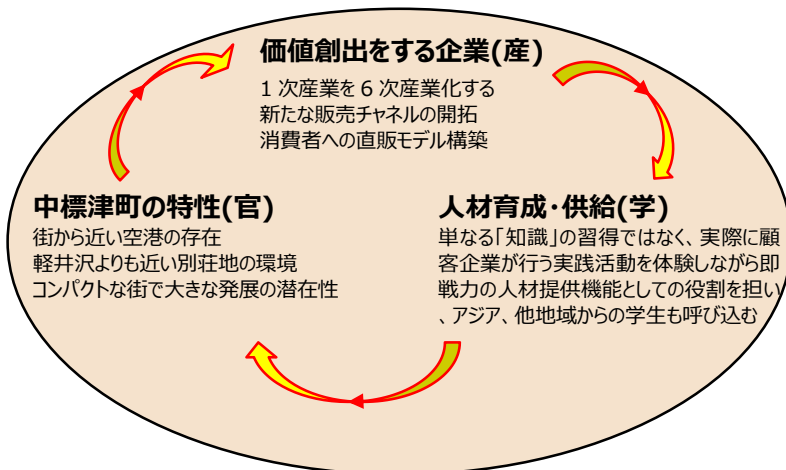 価値創出をする企業(産)
1次産業を6次産業化する
新たな販売チャネルの開拓
消費者への直販モデル構築
中標津町の特性(官)
街から近い空港の存在
軽井沢よりも近い別荘地の環境
コンパクトな街で大きな発展の潜在性
人材育成・供給(学)
単なる「知識」の習得ではなく、実際に顧
客企業が行う実践活動を体験しながら即
戦力の人材提供機能としての役割を担い
、アジア、他地域からの学生も呼び込む